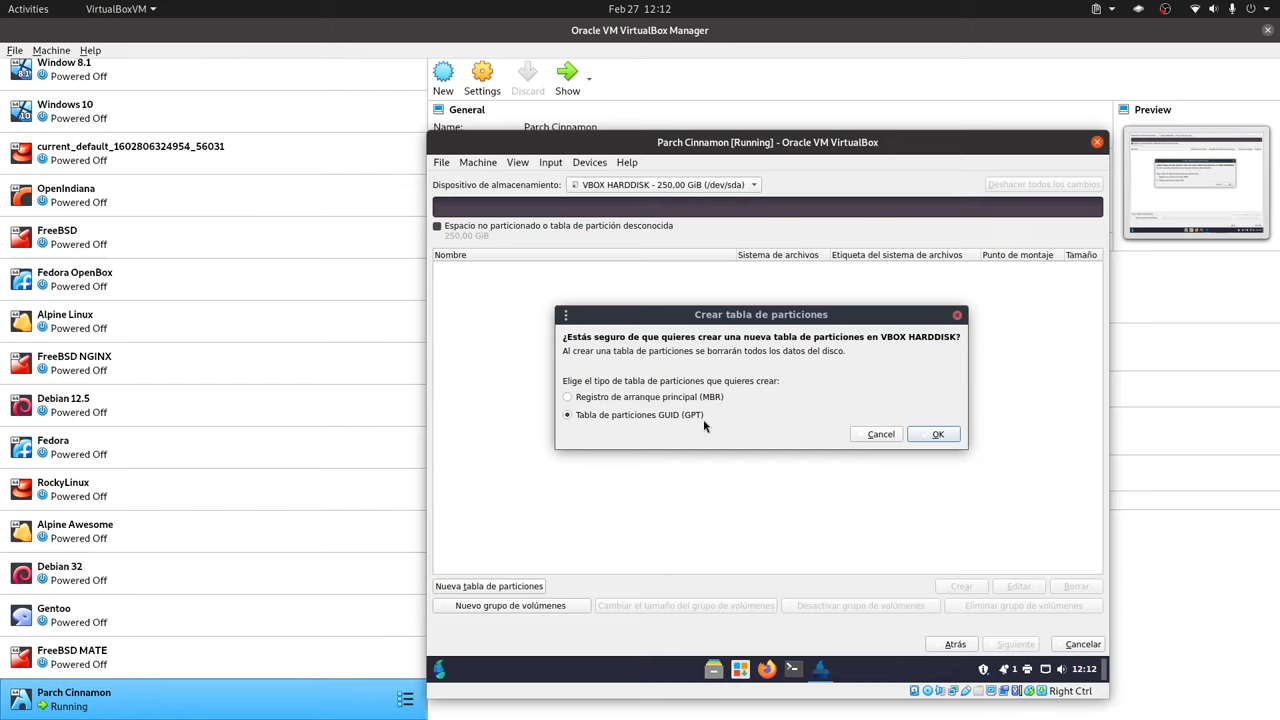 Activities VirtualBoxVM Feb 27 12:12
Oracle VM VirtualBox Manager
File Machine Help
Window 8.1
Powered Off
Windows 10
Powered Off
current_default_1602806324954_56031
Powered Off
OpenIndiana
Powered Off
FreeBSD
Powered Off
Fedora OpenBox
Powered Off
Alpine Linux
Powered Off
FreeBSD NGINX
Powered Off
Debian 12.5
Powered Off
Fedora
Powered Off
RockyLinux
Powered Off
Alpine Awesome
Powered Off
Debian 32
Powered Off
Gentoo
Powered Off
FreeBSD MATE
Powered Off
Parch Cinnamon
Running
New Settings Discard Show
General
Name: Parch Cinnamon
Preview
Parch Cinnamon [Running] - Oracle VM VirtualBox
File Machine View Input Devices Help
Dispositivo de almacenamiento: VBOX HARDDISK - 250,00 GiB (/dev/sda) Deshacer todos los cambios
Espacio no particionado o tabla de partición desconocida
250,00 GiB
Nombre Sistema de archivos Etiqueta del sistema de archivos Punto de montaje Tamaño
Crear tabla de particiones
¿Estás seguro de que quieres crear una nueva tabla de particiones en VBOX HARDDISK?
Al crear una tabla de particiones se borrarán todos los datos del disco.
Elige el tipo de tabla de particiones que quieres crear:
Registro de arranque principal (MBR)
Tabla de particiones GUID (GPT)
Cancel OK
Nueva tabla de particiones Crear Editar Borrar
Nuevo grupo de volúmenes Cambiar el tamaño del grupo de volúmenes Desactivar grupo de volúmenes Eliminar grupo de volúmenes
Atrás Siguiente Cancelar
1 12:12
Right Ctrl